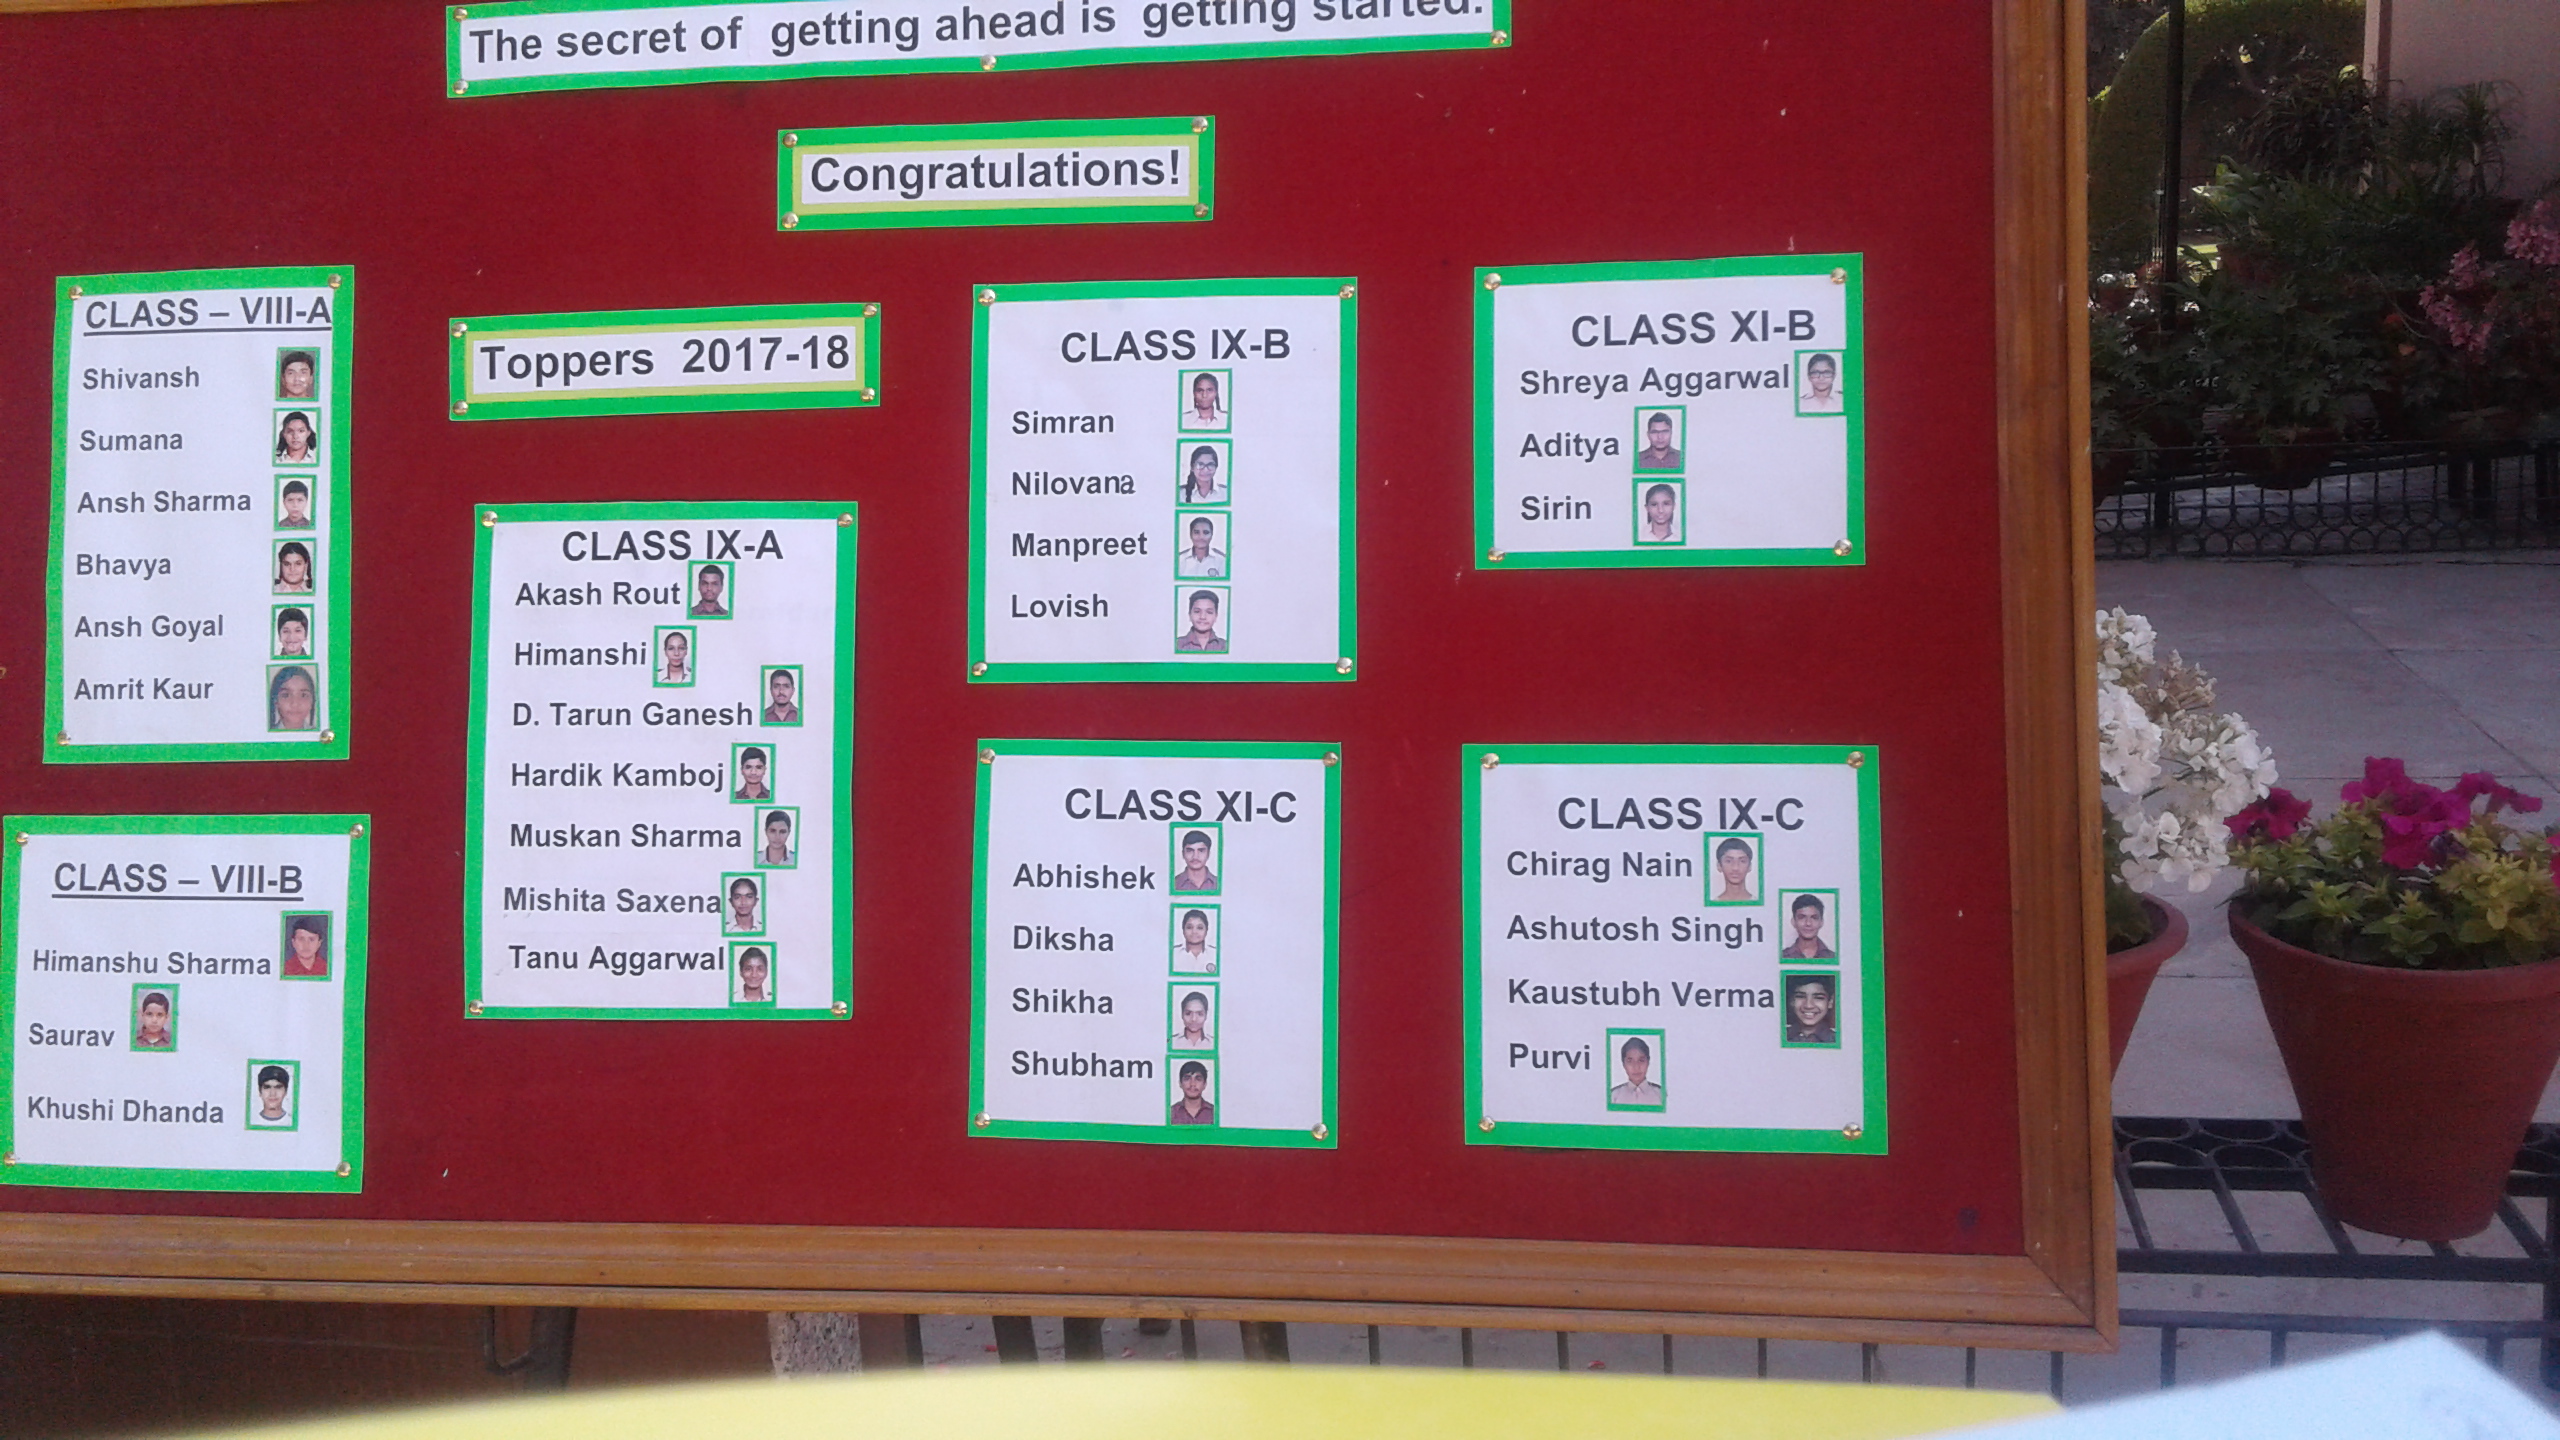 The secret of getting ahead is getting started.
Congratulations!
CLASS – VIII-A
Shivansh
Sumana
Ansh Sharma
Bhavya
Ansh Goyal
Amrit Kaur
CLASS – VIII-B
Himanshu Sharma
Saurav
Khushi Dhanda
Toppers 2017-18
CLASS IX-A
Akash Rout
Himanshi
D. Tarun Ganesh
Hardik Kamboj
Muskan Sharma
Mishita Saxena
Tanu Aggarwal
CLASS IX-B
Simran
Nilovana
Manpreet
Lovish
CLASS XI-C
Abhishek
Diksha
Shikha
Shubham
CLASS XI-B
Shreya Aggarwal
Aditya
Sirin
CLASS IX-C
Chirag Nain
Ashutosh Singh
Kaustubh Verma
Purvi